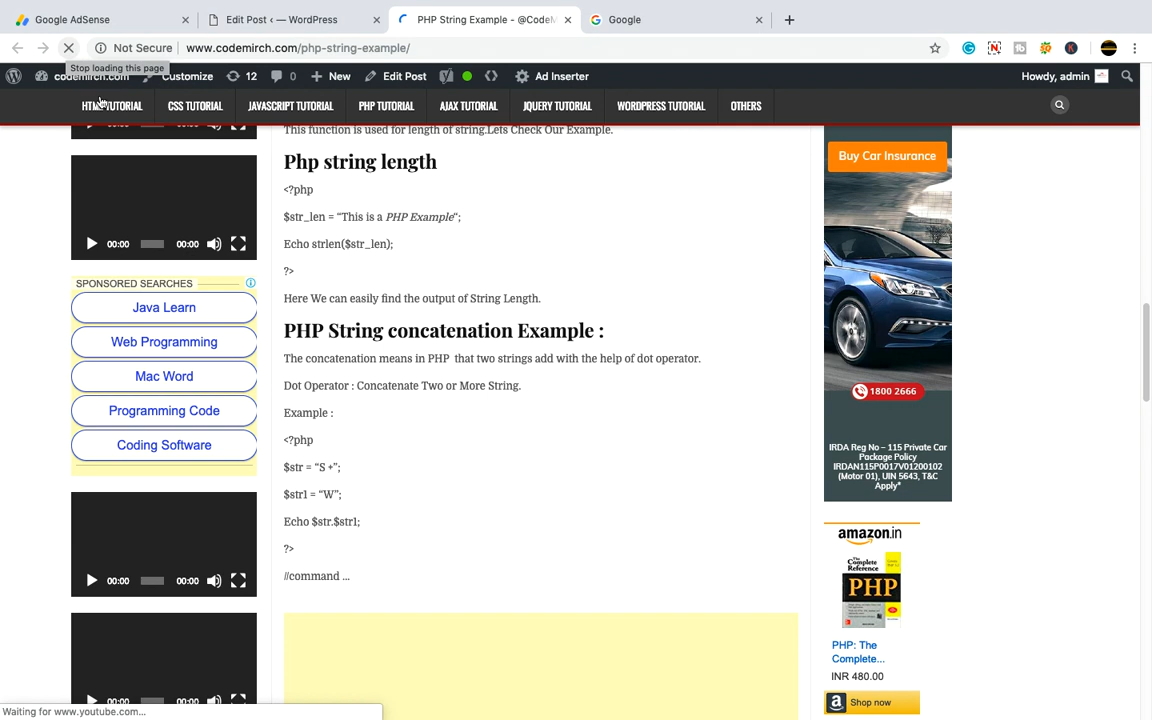 Google AdSense
Edit Post ‹ — WordPress
PHP String Example - @CodeM
Google
Not Secure
www.codemirch.com/php-string-example/
Stop loading this page
codemirch.com
Customize
12
0
New
Edit Post
Ad Inserter
Howdy, admin
HTML TUTORIAL
CSS TUTORIAL
JAVASCRIPT TUTORIAL
PHP TUTORIAL
AJAX TUTORIAL
JQUERY TUTORIAL
WORDPRESS TUTORIAL
OTHERS
This function is used for length of string.Lets Check Our Example.
Php string length
<?php
$str_len = “This is a PHP Example“;
Echo strlen($str_len);
?>
Here We can easily find the output of String Length.
PHP String concatenation Example :
The concatenation means in PHP that two strings add with the help of dot operator.
Dot Operator : Concatenate Two or More String.
Example :
<?php
$str = “S +”;
$str1 = “W”;
Echo $str.$str1;
?>
//command ...
00:00
00:00
SPONSORED SEARCHES
Java Learn
Web Programming
Mac Word
Programming Code
Coding Software
00:00
00:00
Buy Car Insurance
1800 2666
IRDA Reg No – 115 Private Car
Package Policy
IRDAN115P0017V01200102
(Motor 01), UIN 5643, T&C
Apply*
amazon.in
The Complete
Reference
PHP
PHP: The
Complete...
INR 480.00
Shop now
Waiting for www.youtube.com...